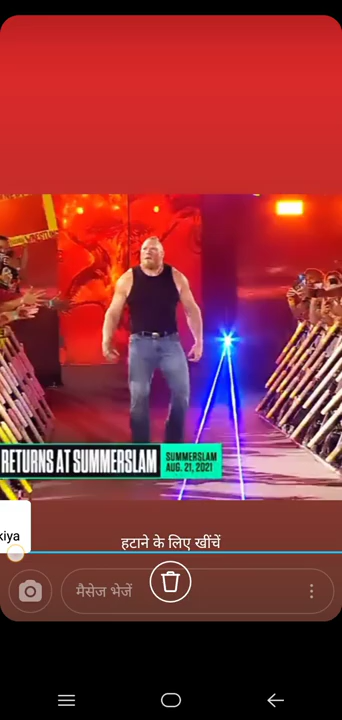 RETURNS AT SUMMERSLAM
SUMMERSLAM
AUG. 21, 2021
kiya
हटाने के लिए खींचें
मैसेज भेजें